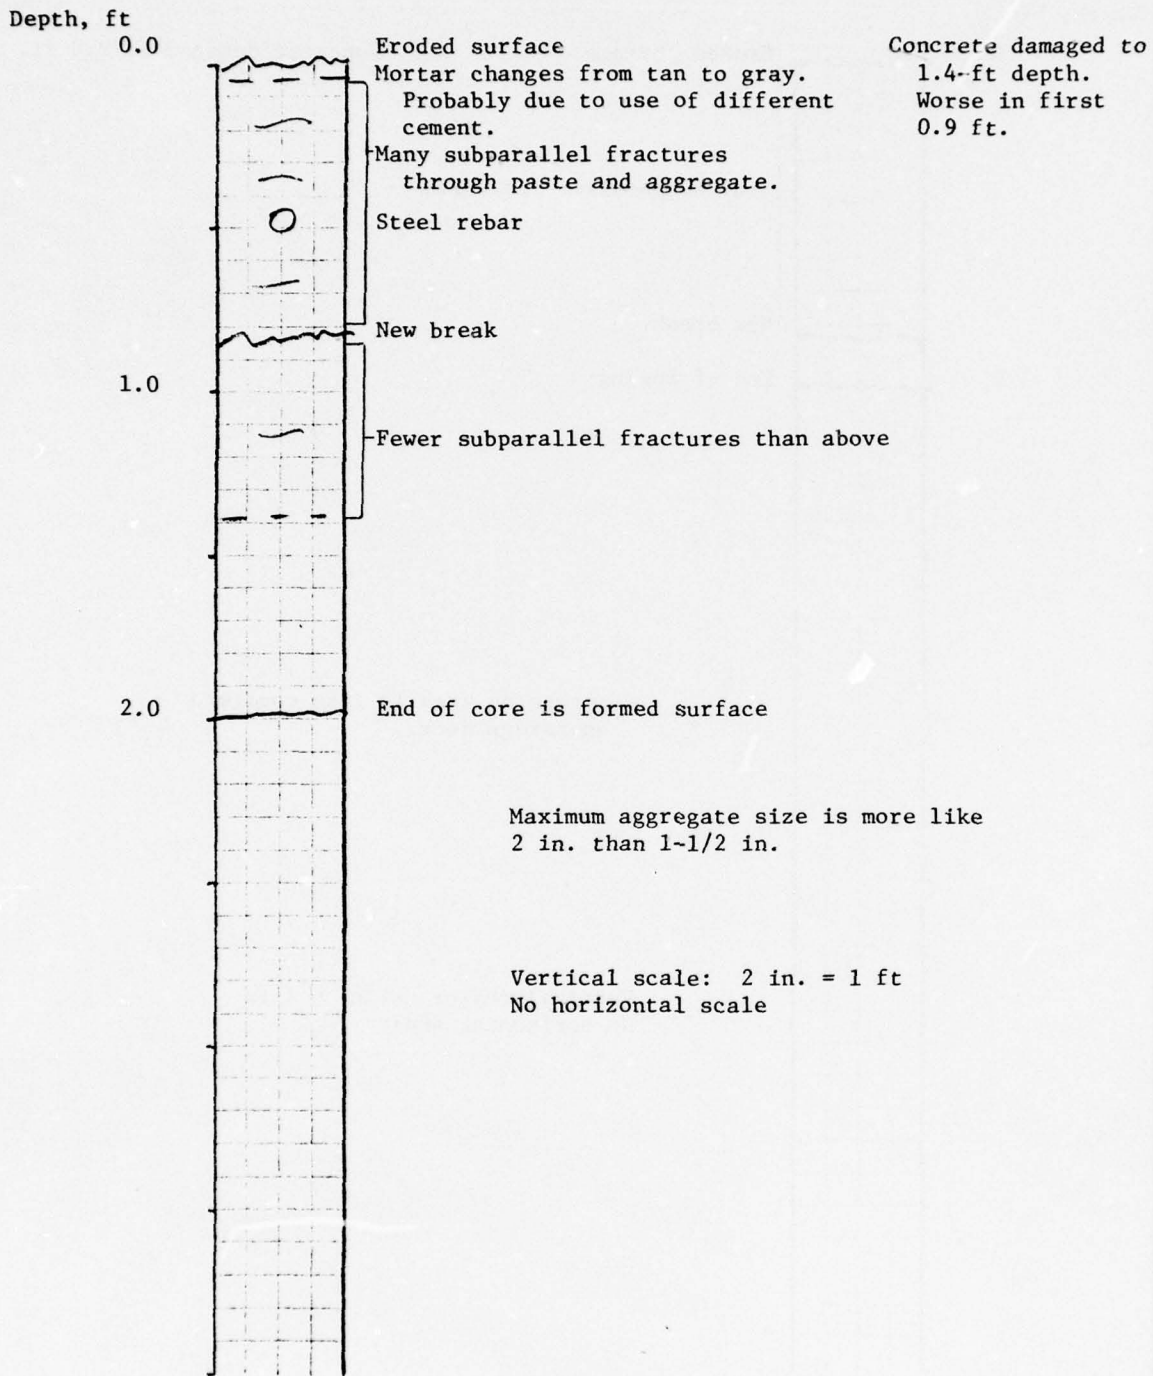 Depth, ft
0.0
Eroded surface
Mortar changes from tan to gray.
Probably due to use of different
cement.
Many subparallel fractures
through paste and aggregate.
Steel rebar
New break
1.0
Fewer subparallel fractures than above
2.0
End of core is formed surface
Concrete damaged to
1.4-ft depth.
Worse in first
0.9 ft.
Maximum aggregate size is more like
2 in. than 1-1/2 in.
Vertical scale: 2 in. = 1 ft
No horizontal scale